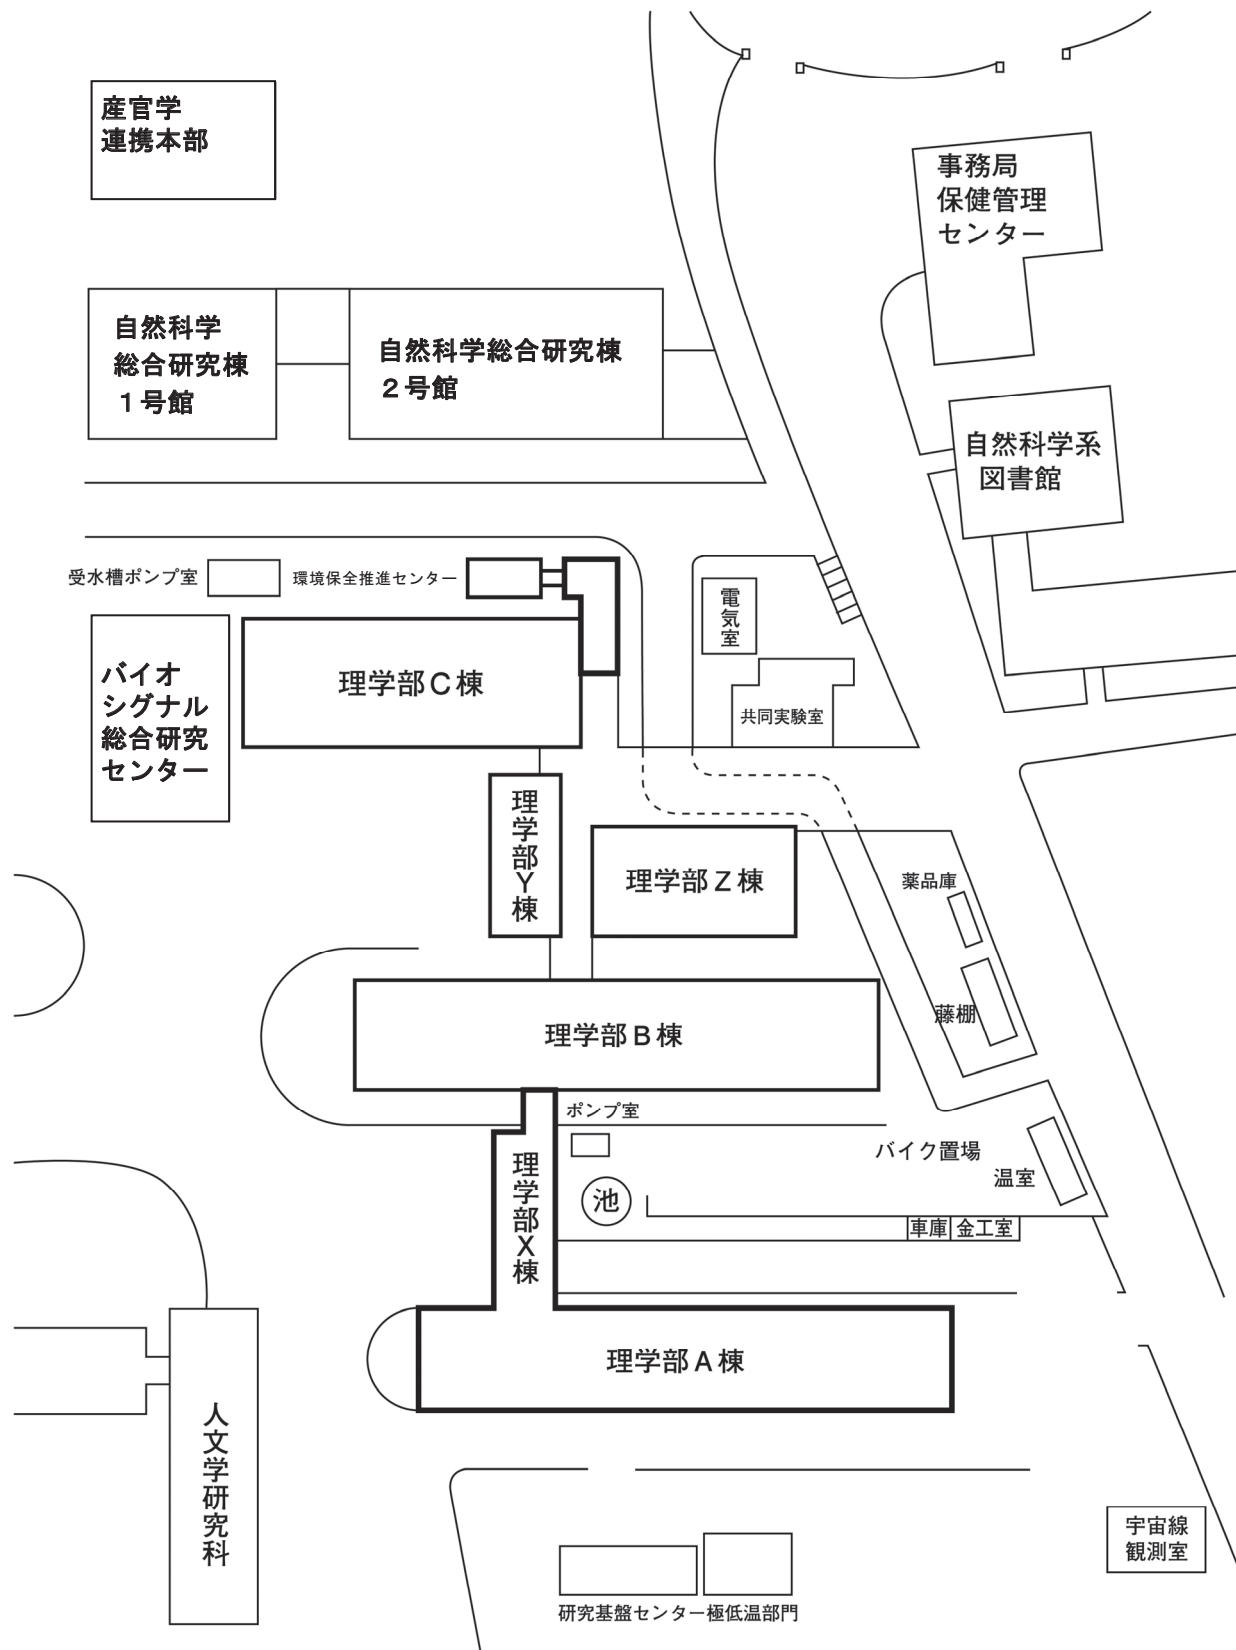 産官学
連携本部
事務局
保健管理
センター
自然科学
総合研究棟
1号館
自然科学総合研究棟
2号館
自然科学系
図書館
受水槽ポンプ室
環境保全推進センター
電気室
共同実験室
バイオ
シグナル
総合研究
センター
理学部C棟
理学部Y棟
理学部Z棟
薬品庫
藤棚
理学部B棟
ポンプ室
バイク置場
温室
理学部X棟
池
車庫
金工室
理学部A棟
人文学研究科
宇宙線
観測室
研究基盤センター極低温部門